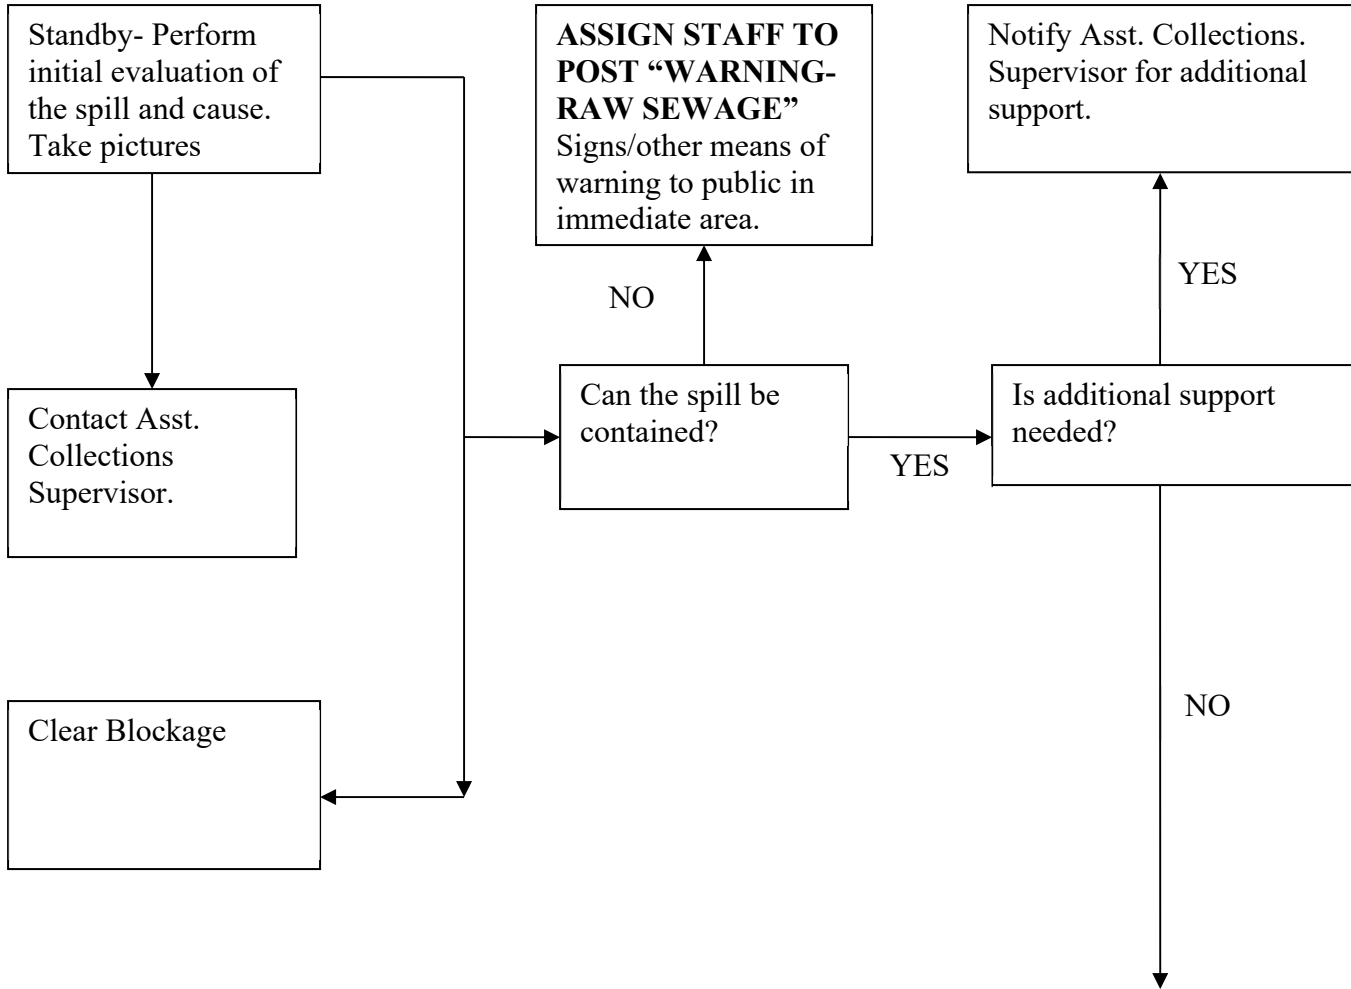 Standby- Perform
initial evaluation of
the spill and cause.
Take pictures
ASSIGN STAFF TO
POST “WARNING-
RAW SEWAGE”
Signs/other means of
warning to public in
immediate area.
Notify Asst. Collections.
Supervisor for additional
support.
NO
YES
Contact Asst.
Collections
Supervisor.
Can the spill be
contained?
YES
Is additional support
needed?
Clear Blockage
NO